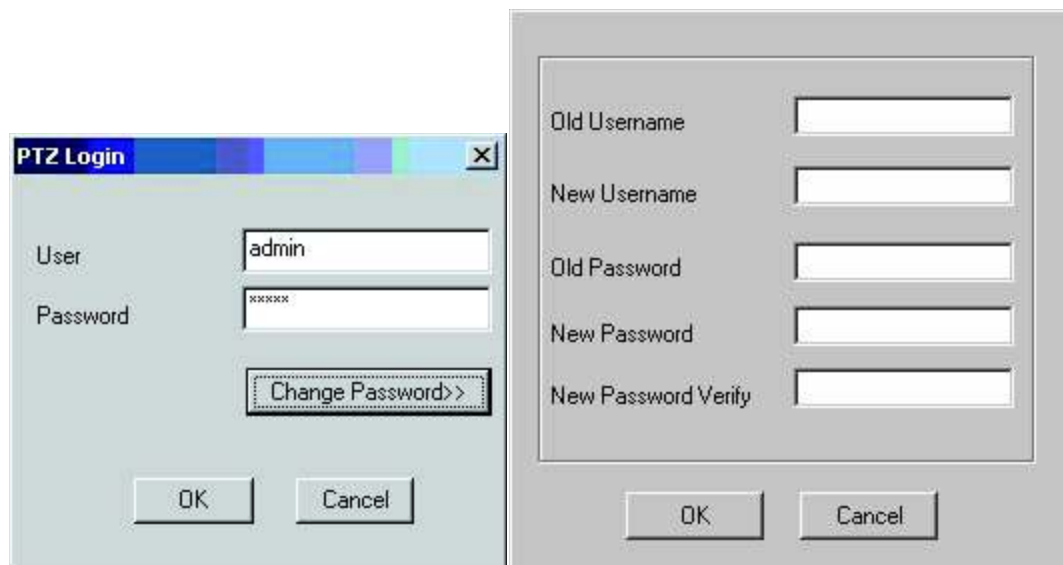 PTZ Login
User
admin
Password
xxxxx
Change Password>>
OK
Cancel
Old Username
New Username
Old Password
New Password
New Password Verify
OK
Cancel